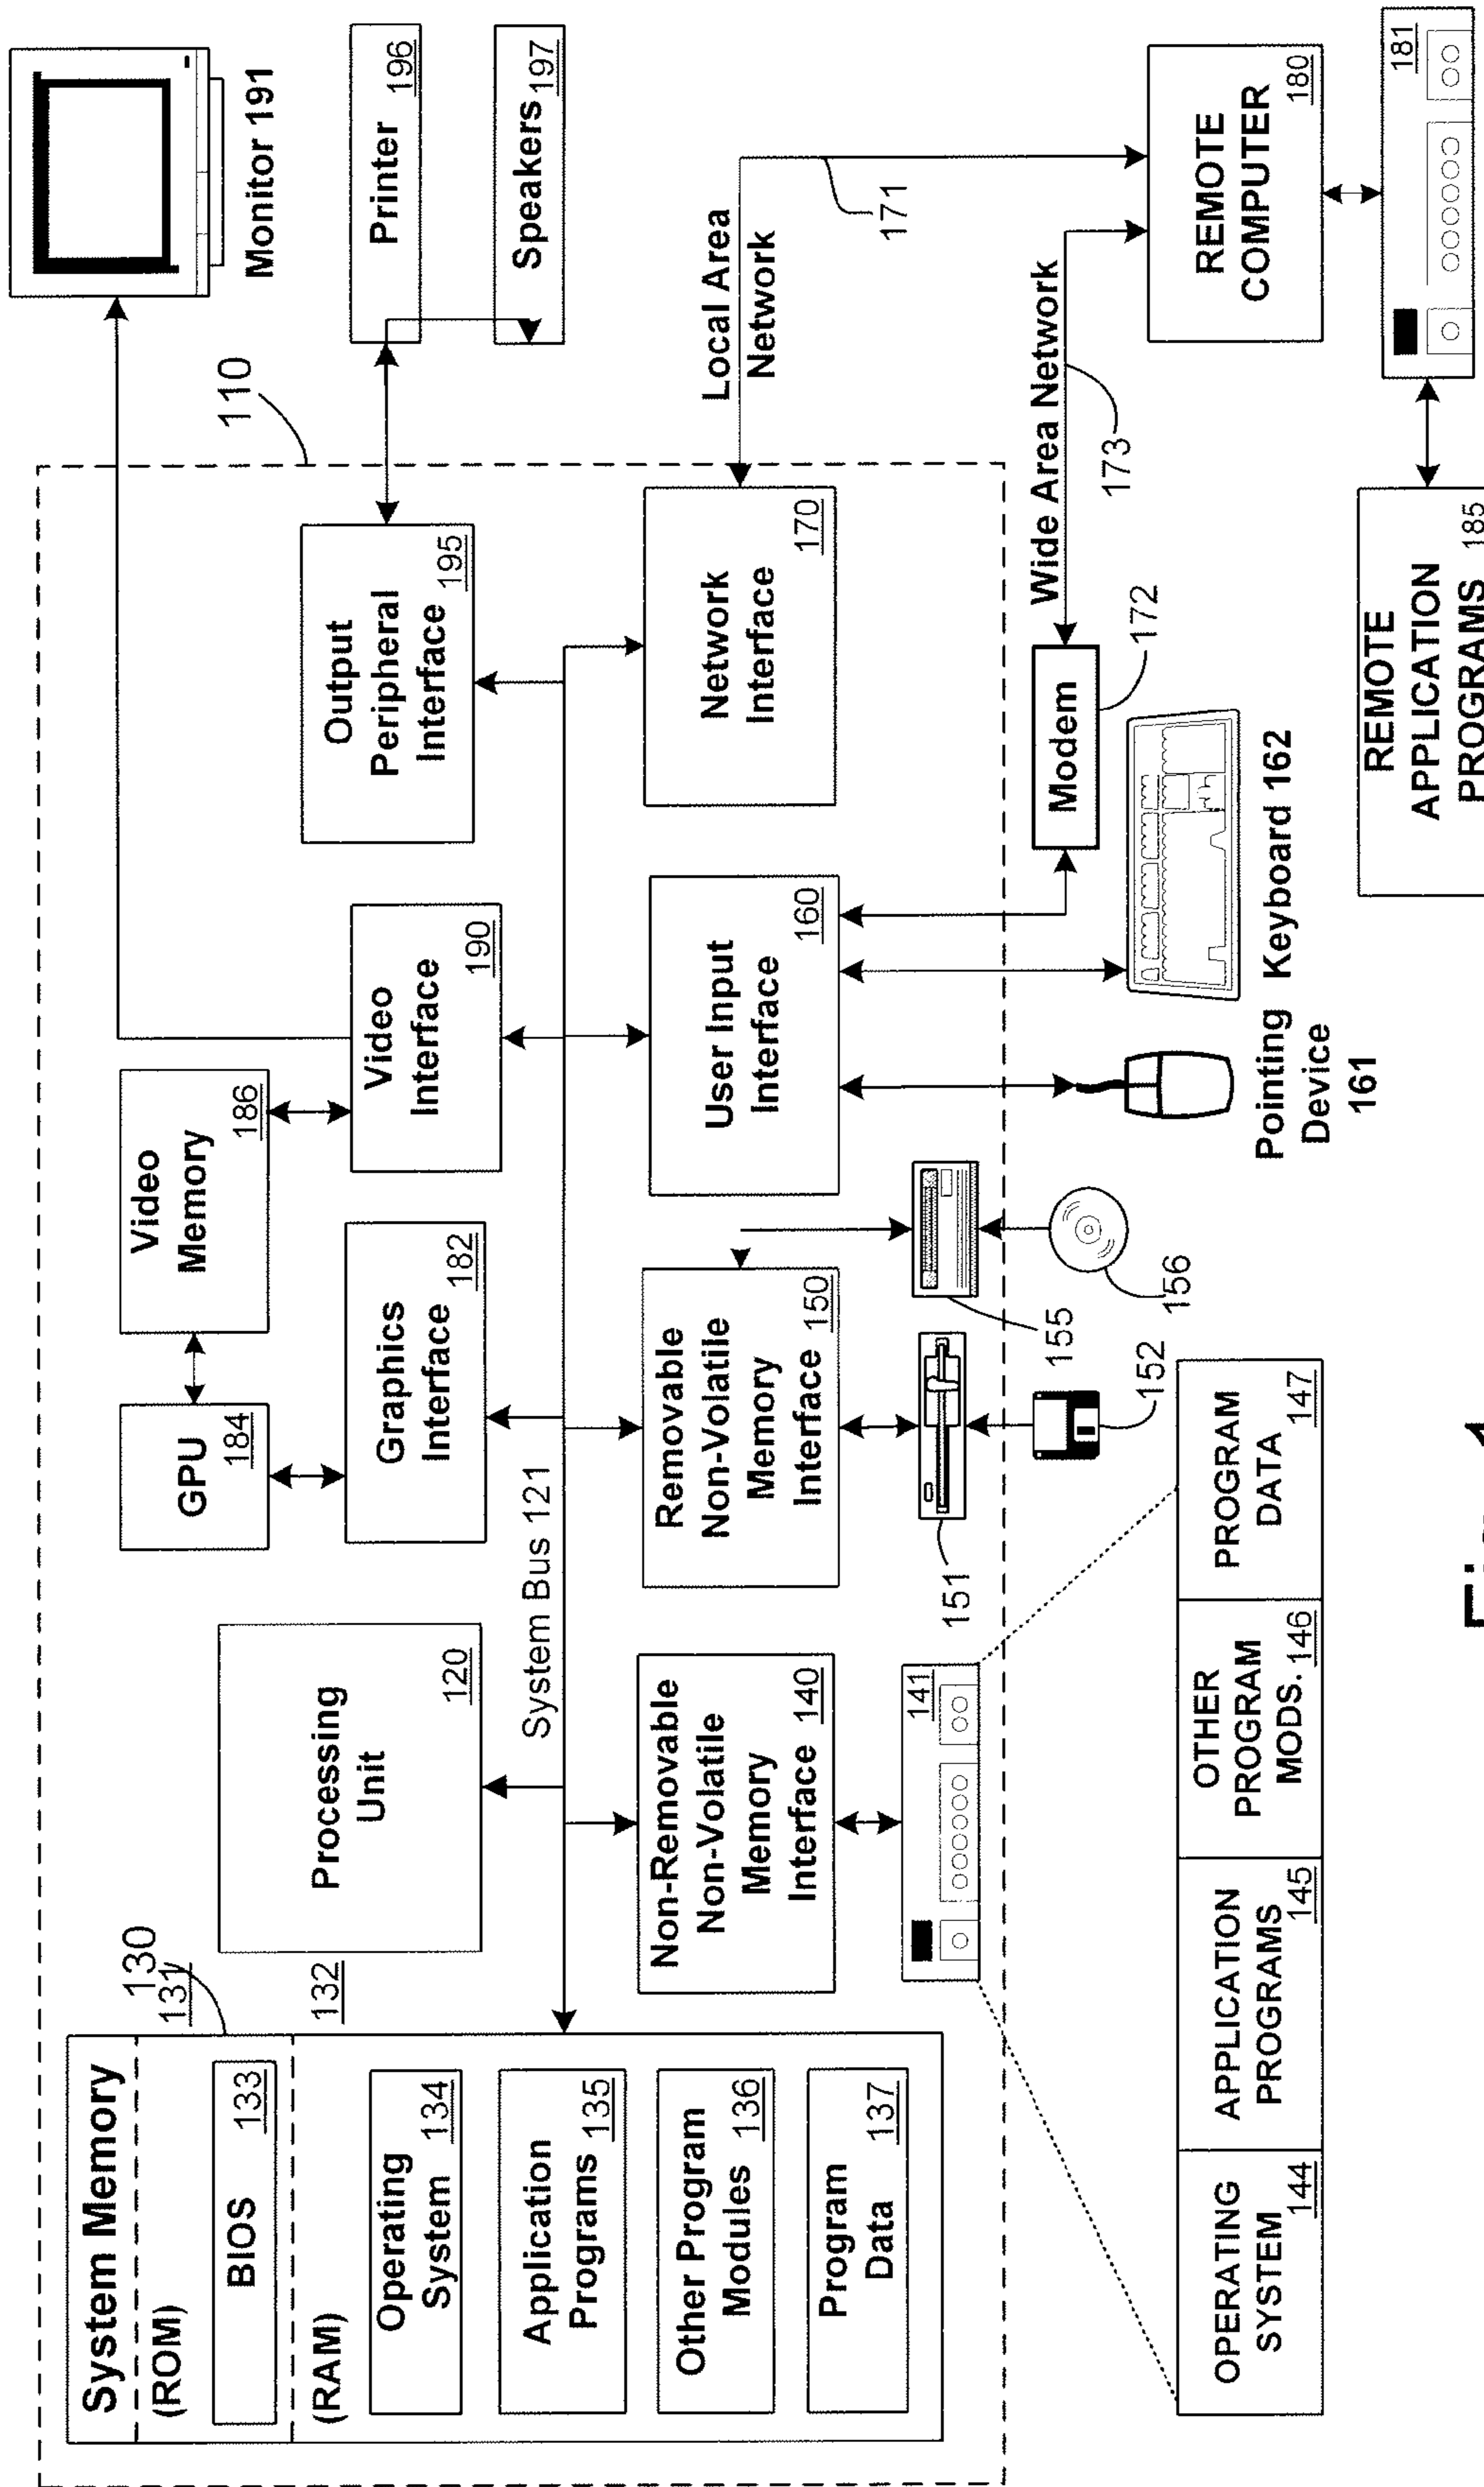 System Memory
(ROM) 131
130
BIOS 133
(RAM) 132
Operating
System 134
Application
Programs 135
Other Program
Modules 136
Program
Data 137
Processing
Unit
120
System Bus 121
GPU
184
Video
Memory
186
Graphics
Interface
182
Video
Interface
190
Output
Peripheral
Interface
195
110
Monitor 191
Printer
196
Speakers
197
Non-Removable
Non-Volatile
Memory
Interface 140
Removable
Non-Volatile
Memory
Interface 150
User Input
Interface
160
Network
Interface
170
Local Area
Network
171
141
151
152
155
156
Pointing
Device
161
Keyboard 162
Modem
172
Wide Area Network
173
REMOTE
COMPUTER
180
181
REMOTE
APPLICATION
PROGRAMS 185
OPERATING
SYSTEM
144
APPLICATION
PROGRAMS
145
OTHER
PROGRAM
MODS. 146
PROGRAM
DATA
147